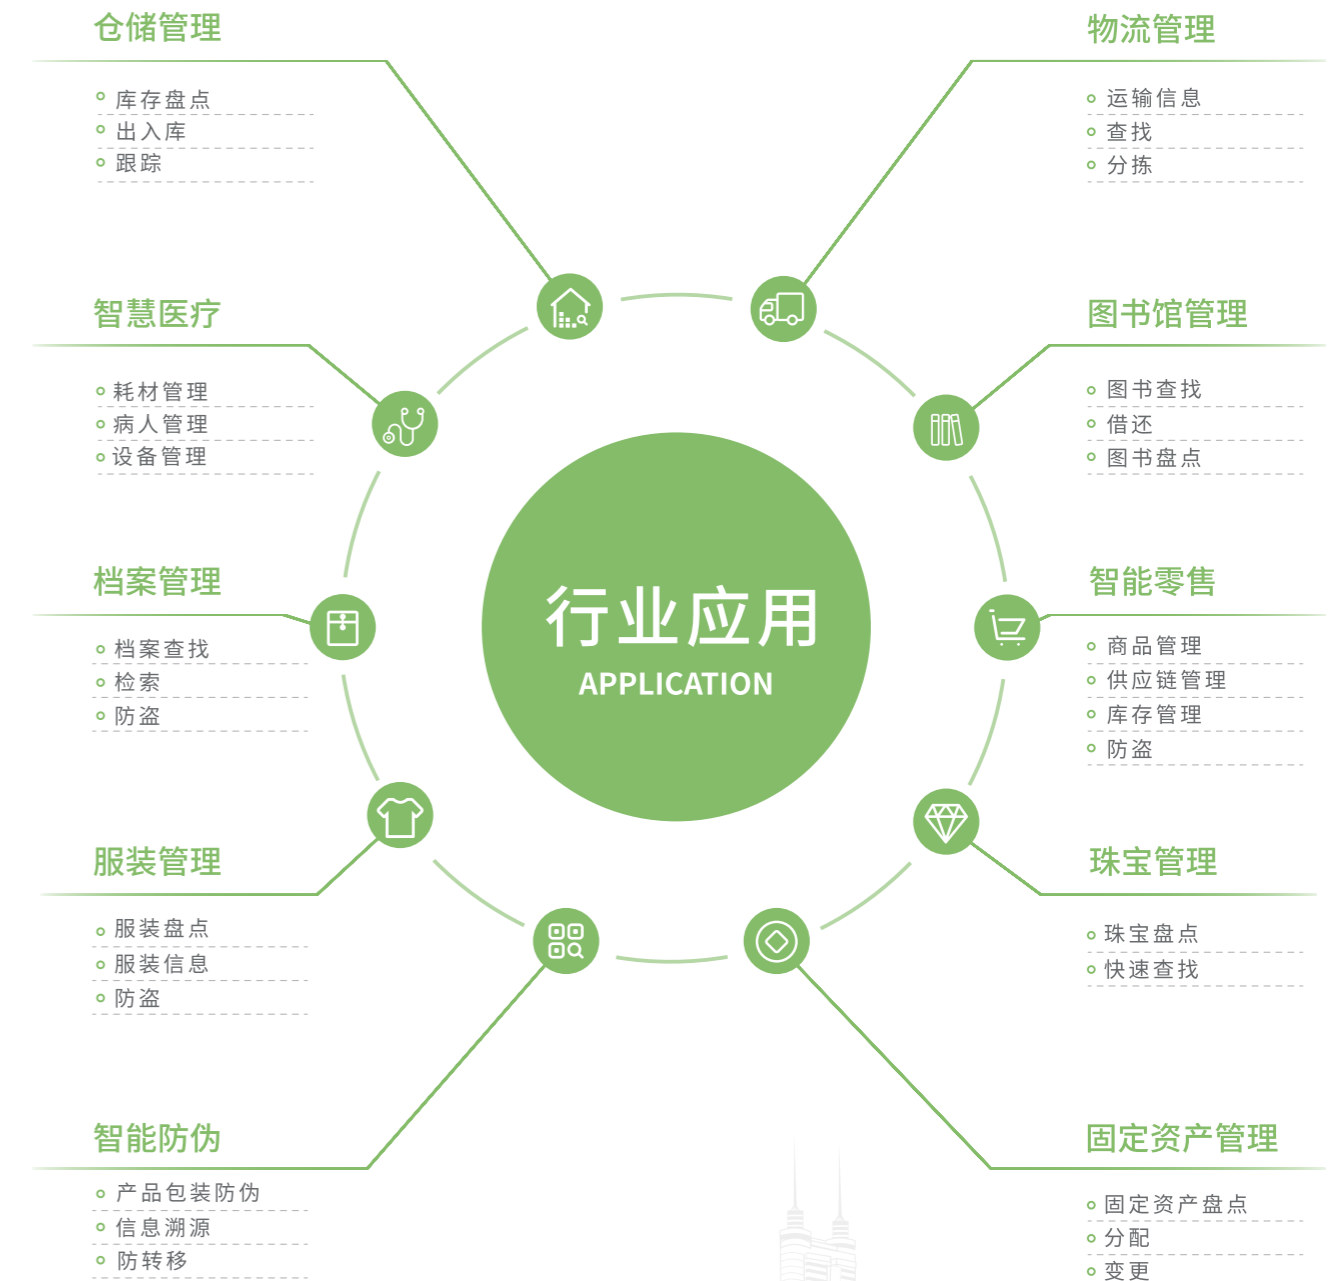 仓储管理
库存盘点
出入库
跟踪
智慧医疗
耗材管理
病人管理
设备管理
档案管理
档案查找
检索
防盗
服装管理
服装盘点
服装信息
防盗
智能防伪
产品包装防伪
信息溯源
防转移
行业应用
APPLICATION
物流管理
运输信息
查找
分拣
图书馆管理
图书查找
借还
图书盘点
智能零售
商品管理
供应链管理
库存管理
防盗
珠宝管理
珠宝盘点
快速查找
固定资产管理
固定资产盘点
分配
变更